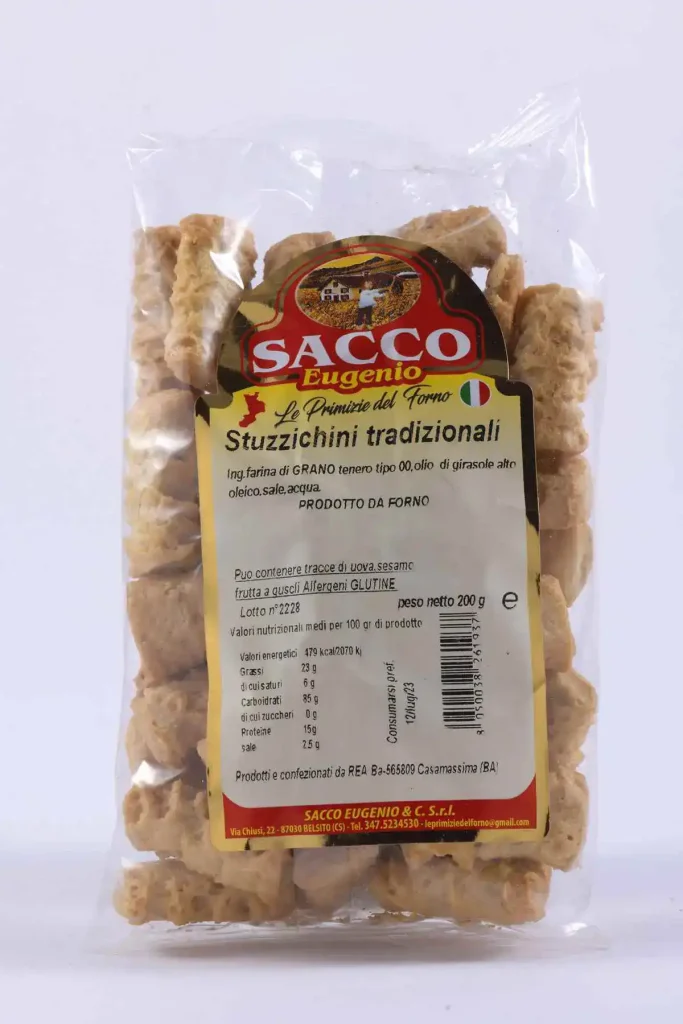 SACCO
Eugenio
Le Primizie del Forno
Stuzzichini tradizionali
Ing.farina di GRANO tenero tipo 00,olio di girasole alto
oleico,sale,acqua.
PRODOTTO DA FORNO
Puo contenere tracce di uova,sesamo
frutta a gusci Allergeni GLUTINE
Lotto n°2228
peso netto 200 g e
Valori nutrizionali medi per 100 gr di prodotto
Valori energetici 479 kcal/2070 kj
Grassi 23 g
di cui saturi 6 g
Carboidrati 85 g
di cui zuccheri 0 g
Proteine 15g
sale 2.5 g
Consumarsi pref.
12/lug/23
8 050038 261937
Prodotti e confezionati da REA Ba-565809 Casamassima (BA)
SACCO EUGENIO & C. S.r.l.
Via Chiusi, 22 - 87030 BELSITO (CS) - Tel. 347.5234530 - leprimiziedelforno@gmail.com